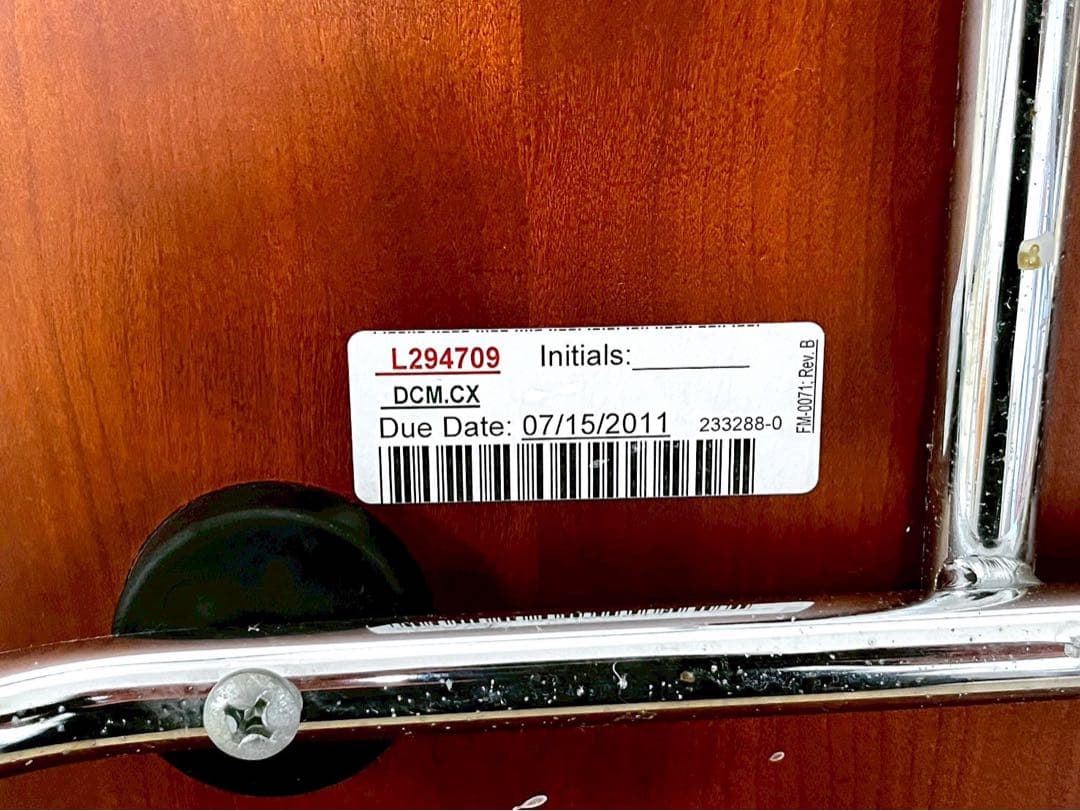 L294709 Initials:
DCM.CX
Due Date: 07/15/2011 233288-0
FM-0071; Rev. B